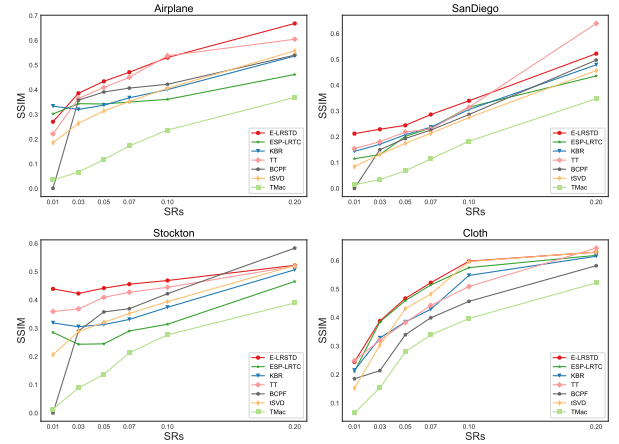 Airplane
SSIM
0.7
0.6
0.5
0.4
0.3
0.2
0.1
0.0
0.01 0.03 0.05 0.07 0.10 0.20
SRs
E-LRSTD
ESP-LRTC
KBR
TT
BCPF
tSVD
TMac
SanDiego
SSIM
0.6
0.5
0.4
0.3
0.2
0.1
0.0
0.01 0.03 0.05 0.07 0.10 0.20
SRs
E-LRSTD
ESP-LRTC
KBR
TT
BCPF
tSVD
TMac
Stockton
SSIM
0.6
0.5
0.4
0.3
0.2
0.1
0.0
0.01 0.03 0.05 0.07 0.10 0.20
SRs
E-LRSTD
ESP-LRTC
KBR
TT
BCPF
tSVD
TMac
Cloth
SSIM
0.6
0.5
0.4
0.3
0.2
0.1
0.01 0.03 0.05 0.07 0.10 0.20
SRs
E-LRSTD
ESP-LRTC
KBR
TT
BCPF
tSVD
TMac